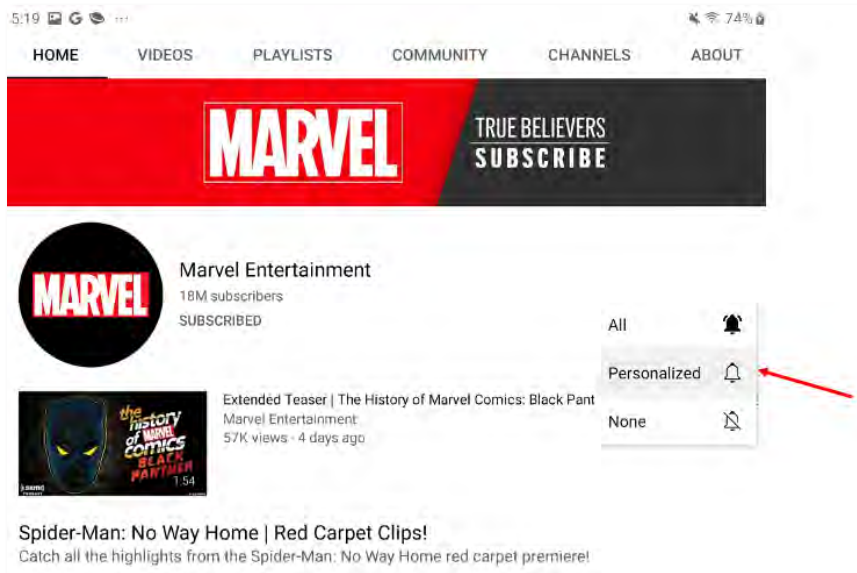 5:19 G ...
74%
HOME VIDEOS PLAYLISTS COMMUNITY CHANNELS ABOUT
MARVEL
TRUE BELIEVERS
SUBSCRIBE
MARVEL
Marvel Entertainment
18M subscribers
SUBSCRIBED
All
Personalized
None
the
history
of MARVEL
comics
BLACK
PANTHER
1:54
Extended Teaser | The History of Marvel Comics: Black Pant
Marvel Entertainment
57K views · 4 days ago
Spider-Man: No Way Home | Red Carpet Clips!
Catch all the highlights from the Spider-Man: No Way Home red carpet premiere!